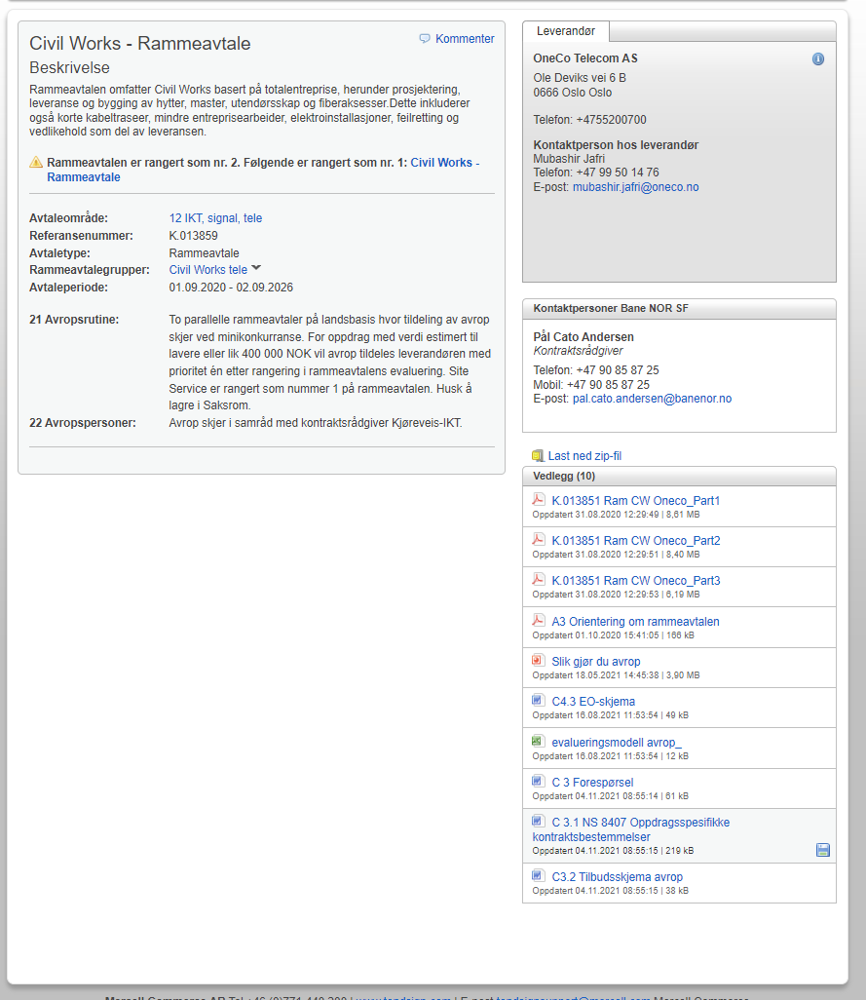 Civil Works - Rammeavtale
Kommenter
Beskrivelse
Rammeavtalen omfatter Civil Works basert på totalentreprise, herunder prosjektering,
leveranse og bygging av hytter, master, utendørsskap og fiberaksesser.Dette inkluderer
også korte kabeltraseer, mindre entreprisearbeider, elektroinstallasjoner, feilretting og
vedlikehold som del av leveransen.
Rammeavtalen er rangert som nr. 2. Følgende er rangert som nr. 1: Civil Works -
Rammeavtale
Avtaleområde: 12 IKT, signal, tele
Referansenummer: K.013859
Avtaletype: Rammeavtale
Rammeavtalegrupper: Civil Works tele
Avtaleperiode: 01.09.2020 - 02.09.2026
21 Avropsrutine: To parallelle rammeavtaler på landsbasis hvor tildeling av avrop
skjer ved minikonkurranse. For oppdrag med verdi estimert til
lavere eller lik 400 000 NOK vil avrop tildeles leverandøren med
prioritet én etter rangering i rammeavtalens evaluering. Site
Service er rangert som nummer 1 på rammeavtalen. Husk å
lagre i Saksrom.
22 Avropspersoner: Avrop skjer i samråd med kontraktsrådgiver Kjøreveis-IKT.
Leverandør
OneCo Telecom AS
Ole Deviks vei 6 B
0666 Oslo Oslo
Telefon: +4755200700
Kontaktperson hos leverandør
Mubashir Jafri
Telefon: +47 99 50 14 76
E-post: mubashir.jafri@oneco.no
Kontaktpersoner Bane NOR SF
Pål Cato Andersen
Kontraktsrådgiver
Telefon: +47 90 85 87 25
Mobil: +47 90 85 87 25
E-post: pal.cato.andersen@banenor.no
Last ned zip-fil
Vedlegg (10)
K.013851 Ram CW Oneco_Part1
Oppdatert 31.08.2020 12:29:49 | 8,61 MB
K.013851 Ram CW Oneco_Part2
Oppdatert 31.08.2020 12:29:51 | 8,40 MB
K.013851 Ram CW Oneco_Part3
Oppdatert 31.08.2020 12:29:53 | 6,19 MB
A3 Orientering om rammeavtalen
Oppdatert 01.10.2020 15:41:05 | 166 kB
Slik gjør du avrop
Oppdatert 18.05.2021 14:45:38 | 3,90 MB
C4.3 EO-skjema
Oppdatert 16.08.2021 11:53:54 | 49 kB
evalueringsmodell avrop_
Oppdatert 16.08.2021 11:53:54 | 12 kB
C 3 Forespørsel
Oppdatert 04.11.2021 08:55:14 | 61 kB
C 3.1 NS 8407 Oppdragsspesifikke
kontraktsbestemmelser
Oppdatert 04.11.2021 08:55:15 | 219 kB
C3.2 Tilbudsskjema avrop
Oppdatert 04.11.2021 08:55:15 | 38 kB